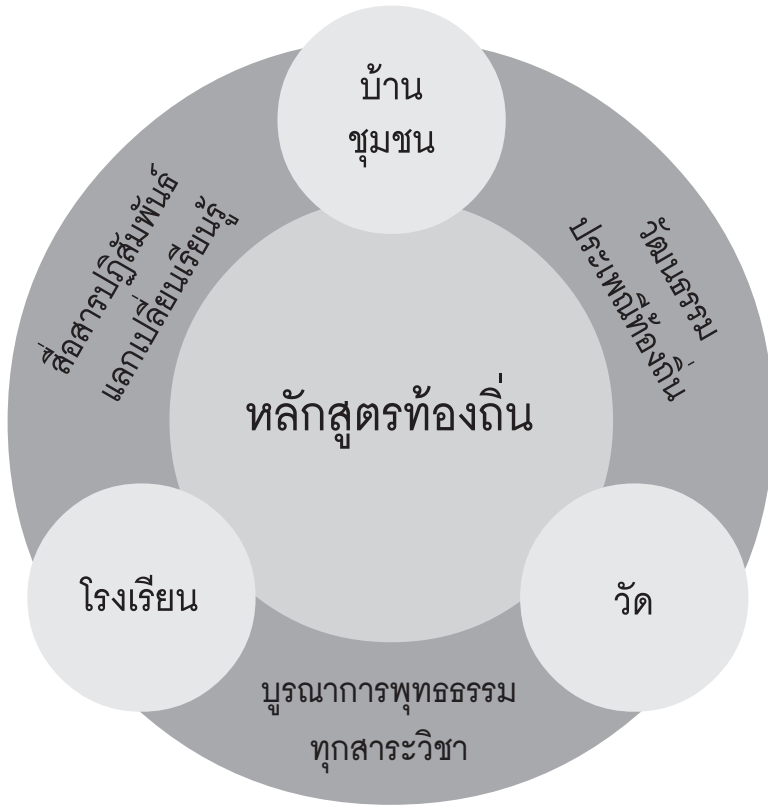 บ้าน
ชุมชน
สื่อสารปฏิสัมพันธ์
แลกเปลี่ยนเรียนรู้
วัฒนธรรม
ประเพณีท้องถิ่น
หลักสูตรท้องถิ่น
โรงเรียน
วัด
บูรณาการพุทธธรรม
ทุกสาระวิชา